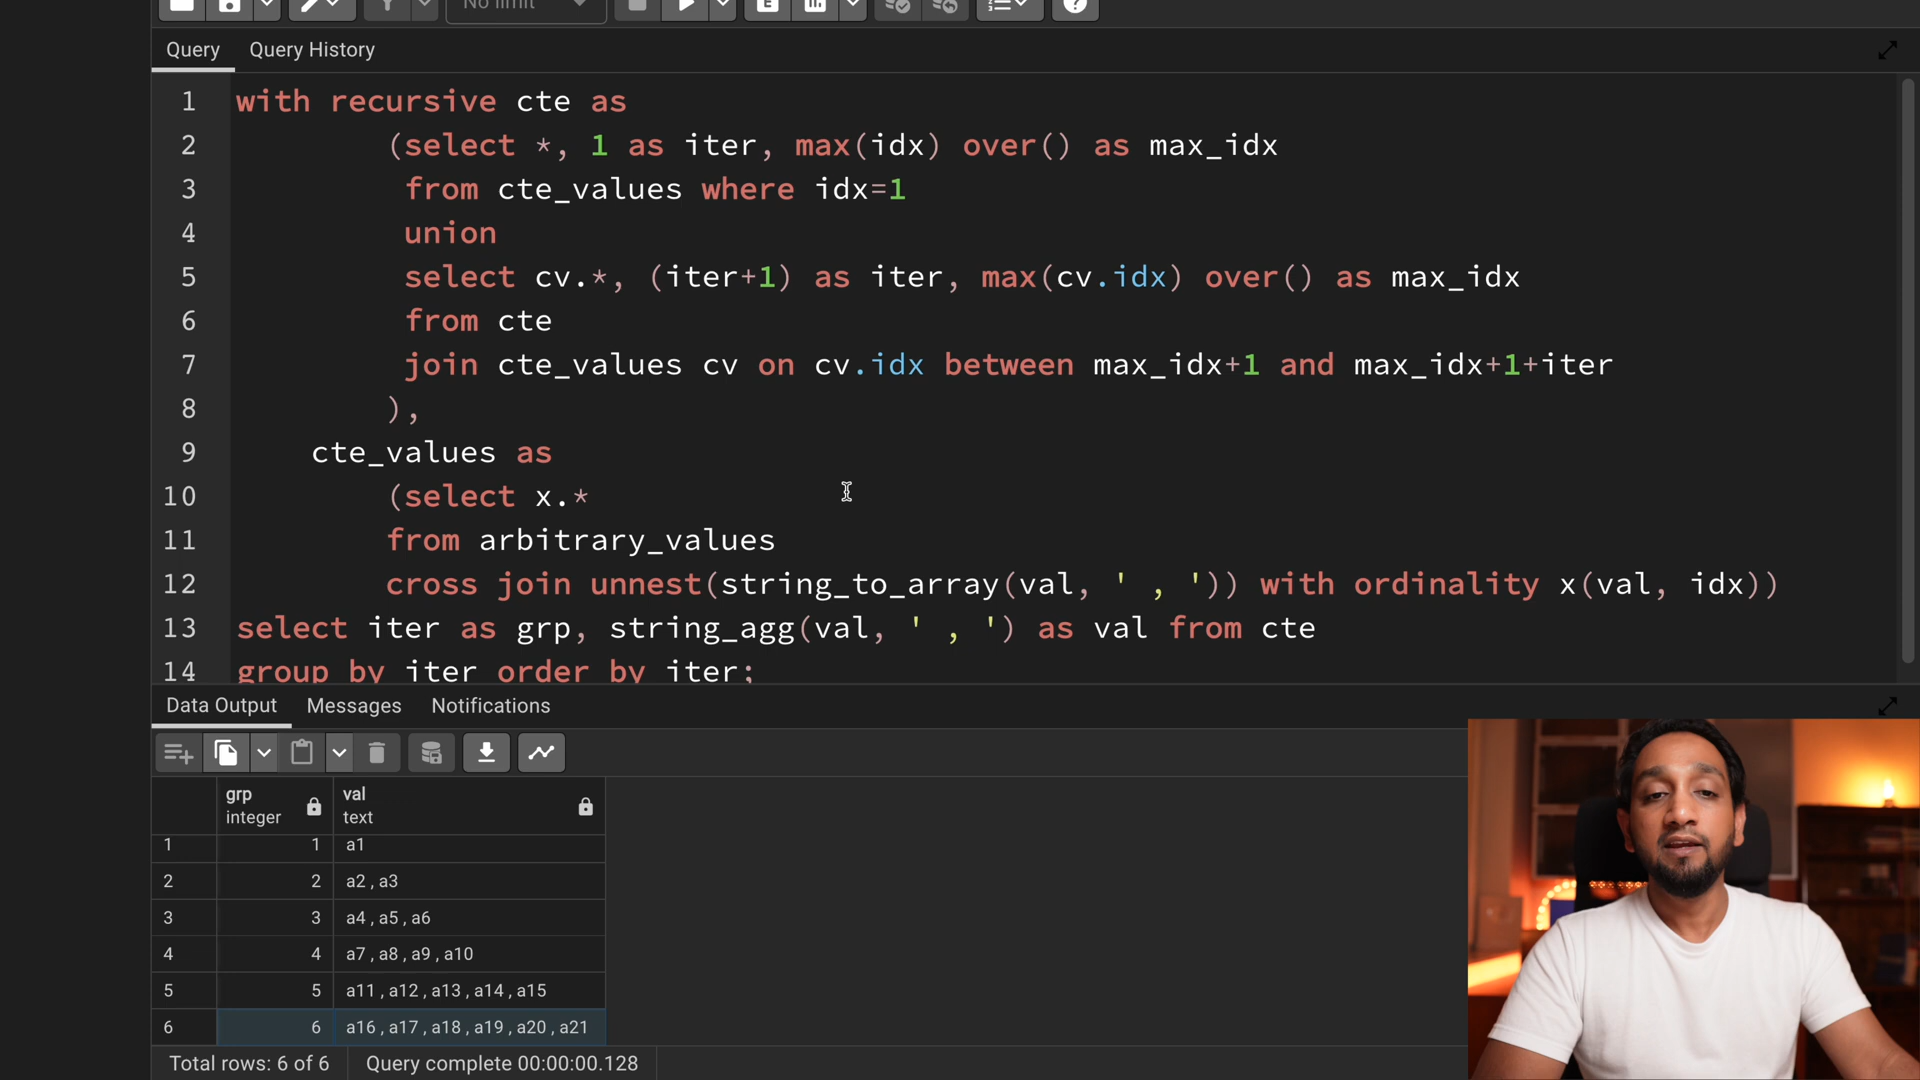 No limit
Query Query History
1 with recursive cte as
2 (select *, 1 as iter, max(idx) over() as max_idx
3 from cte_values where idx=1
4 union
5 select cv.*, (iter+1) as iter, max(cv.idx) over() as max_idx
6 from cte
7 join cte_values cv on cv.idx between max_idx+1 and max_idx+1+iter
8 ),
9 cte_values as
10 (select x.*
11 from arbitrary_values
12 cross join unnest(string_to_array(val, ' , ')) with ordinality x(val, idx))
13 select iter as grp, string_agg(val, ' , ') as val from cte
14 group by iter order by iter;
Data Output Messages Notifications
grp val
integer text
1 1 a1
2 2 a2 , a3
3 3 a4 , a5 , a6
4 4 a7 , a8 , a9 , a10
5 5 a11 , a12 , a13 , a14 , a15
6 6 a16 , a17 , a18 , a19 , a20 , a21
Total rows: 6 of 6 Query complete 00:00:00.128